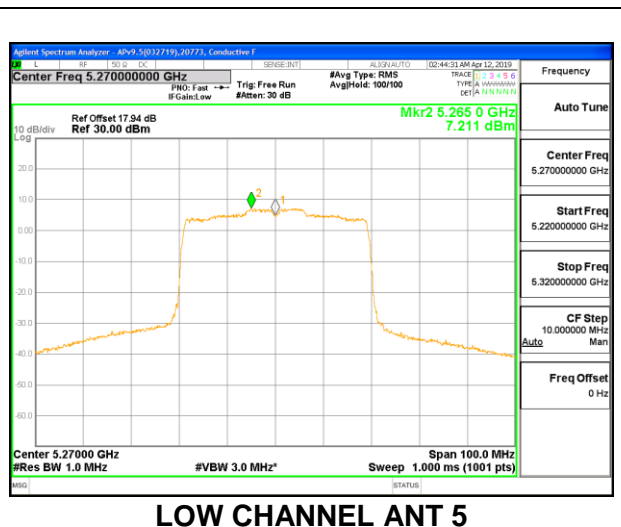 Agilent Spectrum Analyzer - APv9.5(032719),20773, Conductive F
L RF 50 Ω DC SENSE:INT ALIGN AUTO 02:44:31 AM Apr 12, 2019
Center Freq 5.270000000 GHz
PNO: Fast
IFGain:Low
Trig: Free Run
#Atten: 30 dB
#Avg Type: RMS
Avg|Hold: 100/100
TRACE 1 2 3 4 5 6
TYPE A WWWWW
DET A N N N N N
Frequency
Auto Tune
Center Freq
5.270000000 GHz
Start Freq
5.220000000 GHz
Stop Freq
5.320000000 GHz
CF Step
10.000000 MHz
Auto Man
Freq Offset
0 Hz
Mkr2 5.265 0 GHz
7.211 dBm
Ref Offset 17.94 dB
10 dB/div Ref 30.00 dBm
Log
20.0
2
1
0.00
-10.0
-20.0
-30.0
-40.0
-50.0
-60.0
Center 5.27000 GHz Span 100.0 MHz
#Res BW 1.0 MHz #VBW 3.0 MHz* Sweep 1.000 ms (1001 pts)
MSG STATUS
LOW CHANNEL ANT 5